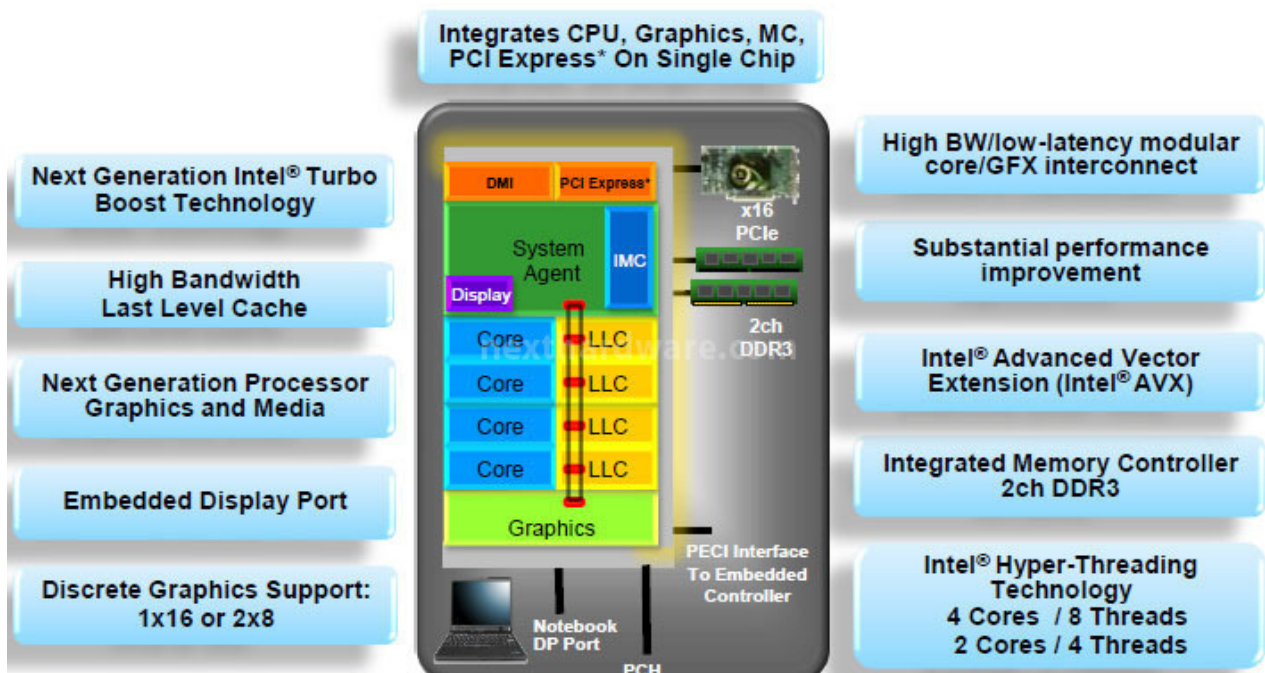 Integrates CPU, Graphics, MC,
PCI Express* On Single Chip
Next Generation Intel® Turbo
Boost Technology
High Bandwidth
Last Level Cache
Next Generation Processor
Graphics and Media
Embedded Display Port
Discrete Graphics Support:
1x16 or 2x8
DMI
PCI Express*
System
Agent
IMC
Display
Core
LLC
Core
LLC
Core
LLC
Core
LLC
Graphics
x16
PCIe
2ch
DDR3
nexthardware.com
PECI Interface
To Embedded
Controller
Notebook
DP Port
PCH
High BW/low-latency modular
core/GFX interconnect
Substantial performance
improvement
Intel® Advanced Vector
Extension (Intel® AVX)
Integrated Memory Controller
2ch DDR3
Intel® Hyper-Threading
Technology
4 Cores / 8 Threads
2 Cores / 4 Threads